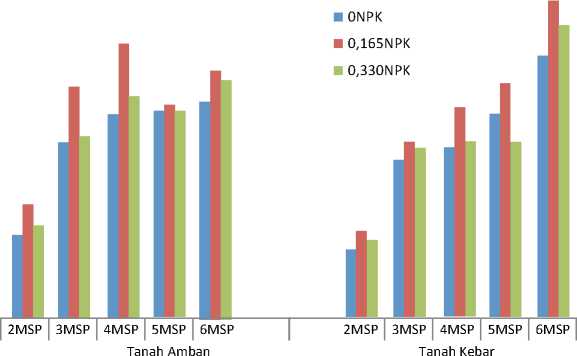 0NPK
0,165NPK
0,330NPK
2MSP 3MSP 4MSP 5MSP 6MSP 2MSP 3MSP 4MSP 5MSP 6MSP
Tanah Amban Tanah Kebar